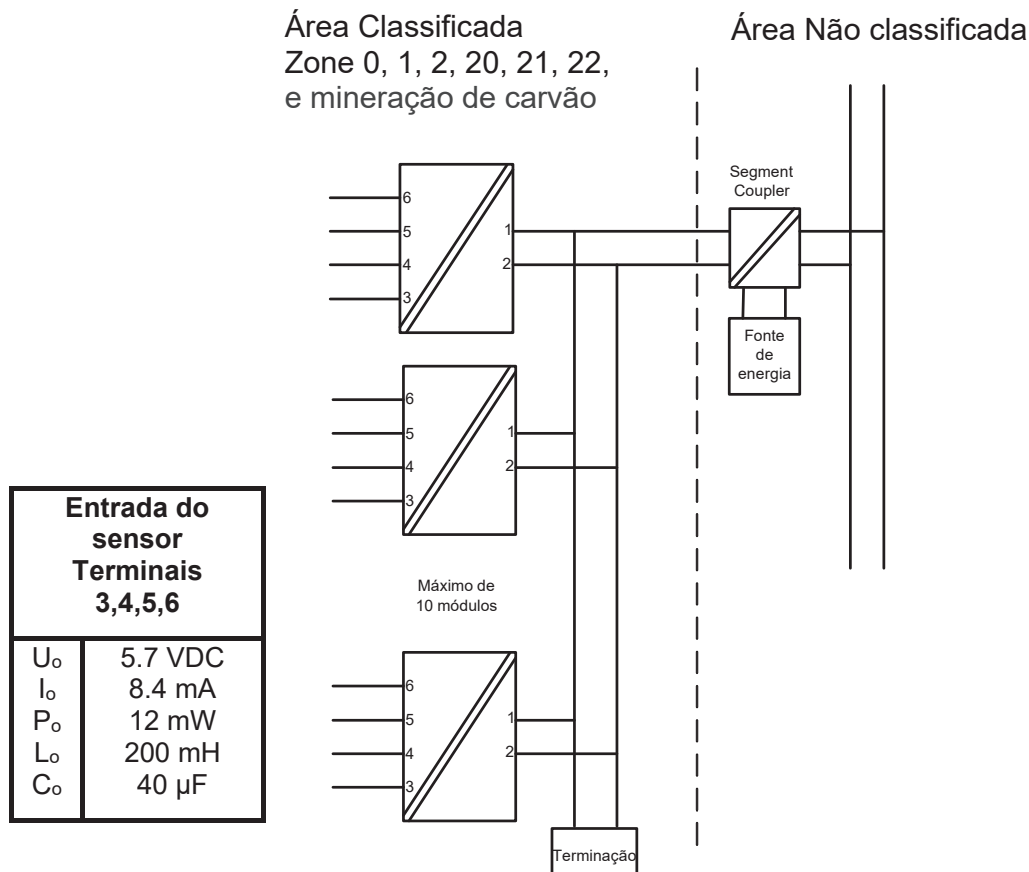 Área Classificada
Zone 0, 1, 2, 20, 21, 22,
e mineração de carvão
Área Não classificada
Segment
Coupler
Fonte
de
energia
6
5
4
3
1
2
6
5
4
3
1
2
Máximo de
10 módulos
6
5
4
3
1
2
Terminação
Entrada do
sensor
Terminais
3,4,5,6
Uo 5.7 VDC
Io 8.4 mA
Po 12 mW
Lo 200 mH
Co 40 µF